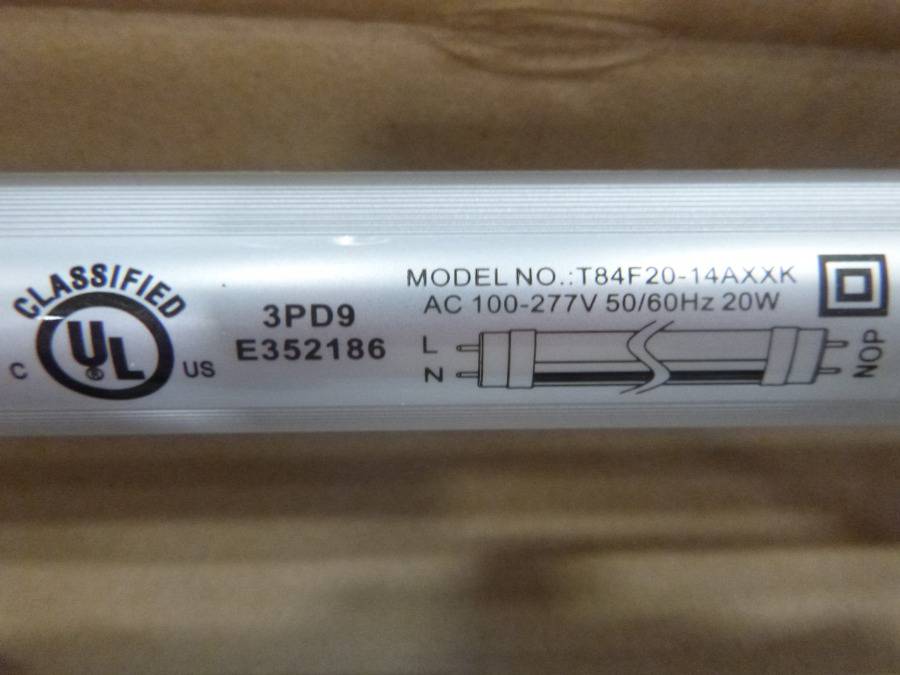 CLASSIFIED
C UL® US
3PD9
E352186
MODEL NO.:T84F20-14AXXK
AC 100-277V 50/60Hz 20W
L
N
NOP